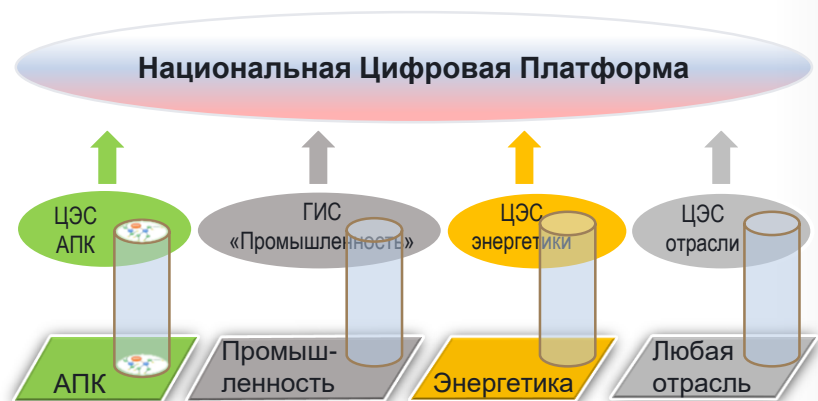 Национальная Цифровая Платформа
ЦЭС
АПК
ГИС
«Промышленность»
ЦЭС
энергетики
ЦЭС
отрасли
АПК
Промыш-
ленность
Энергетика
Любая
отрасль